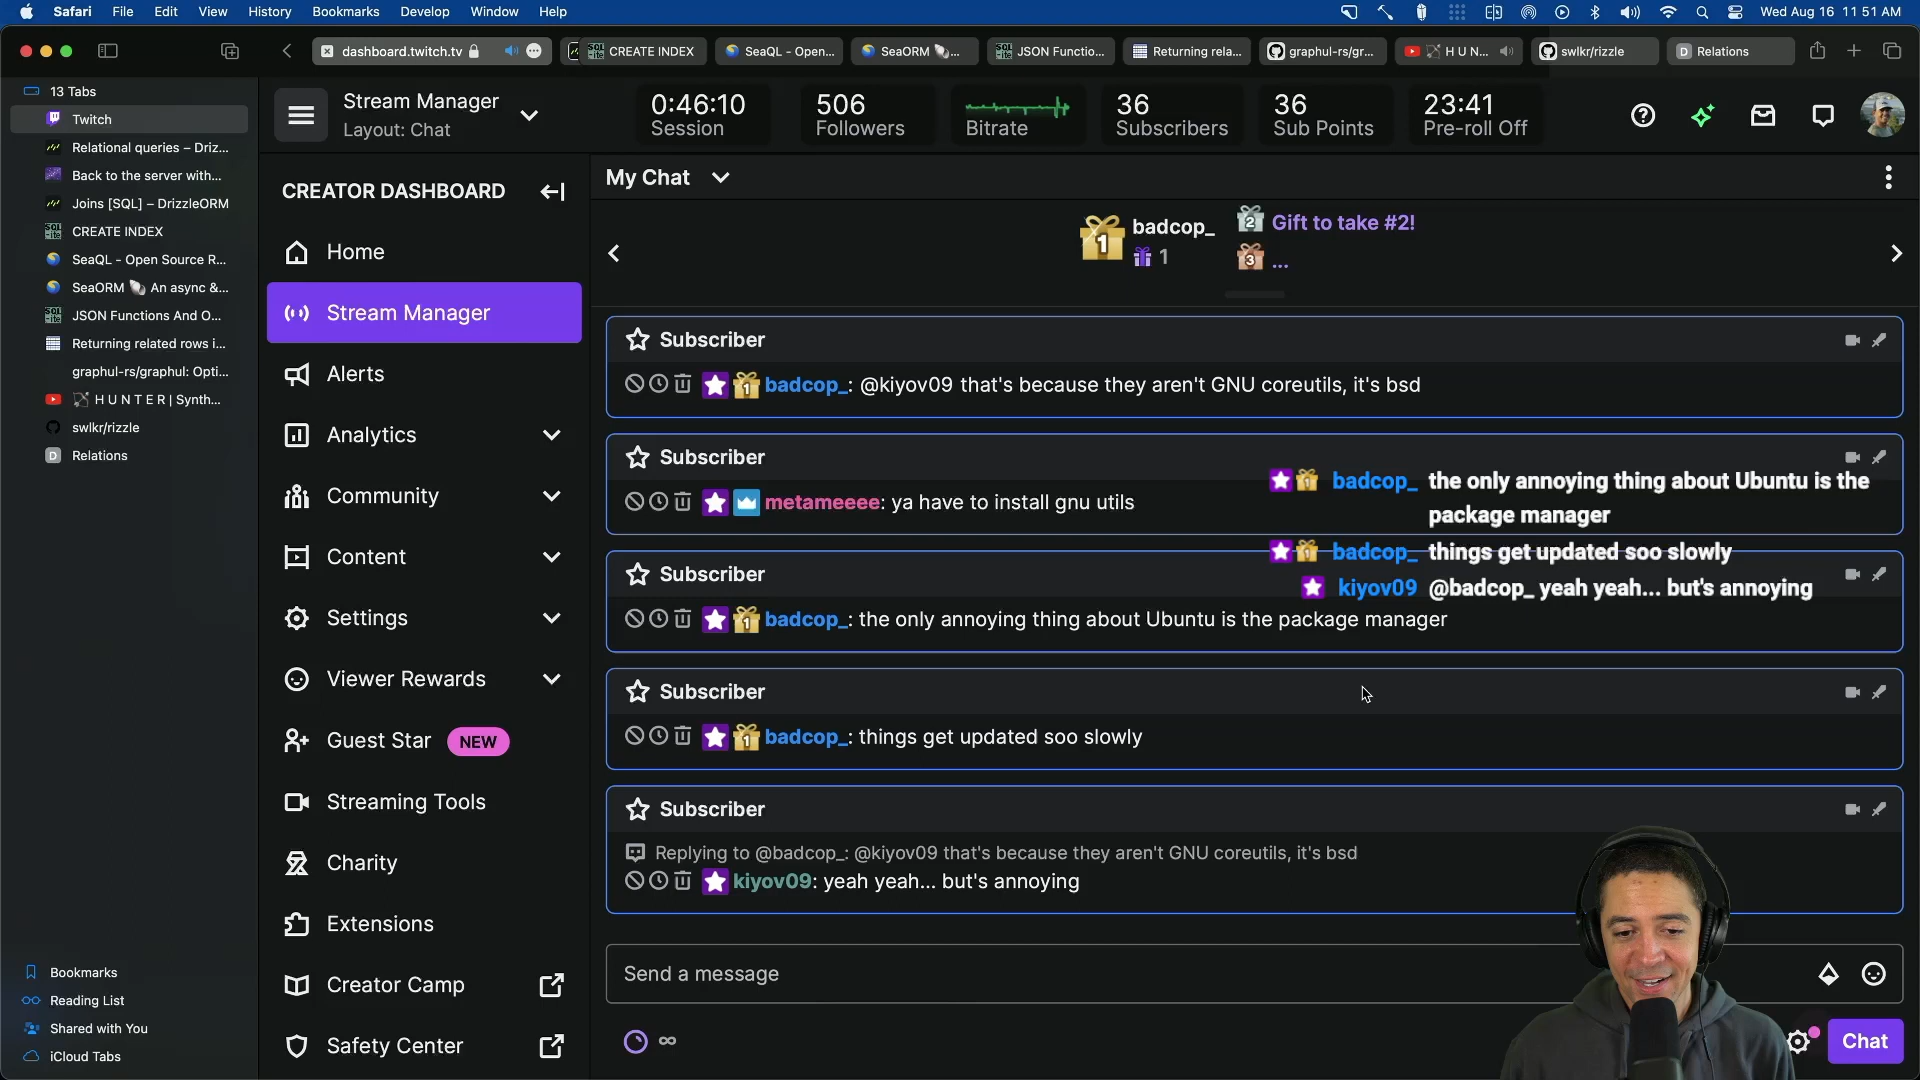 Safari File Edit View History Bookmarks Develop Window Help Wed Aug 16 11 51 AM
dashboard.twitch.tv CREATE INDEX SeaQL - Open... SeaORM 🐚... JSON Functio... Returning rela... graphul-rs/gr... H U N... swlkr/rizzle D Relations
13 Tabs
Twitch
Relational queries – Driz...
Back to the server with...
Joins [SQL] – DrizzleORM
CREATE INDEX
SeaQL - Open Source R...
SeaORM 🐚 An async &...
JSON Functions And O...
Returning related rows i...
graphul-rs/graphul: Opti...
H U N T E R | Synth...
swlkr/rizzle
D Relations
Bookmarks
Reading List
Shared with You
iCloud Tabs
Stream Manager
Layout: Chat
0:46:10
Session
506
Followers
Bitrate
36
Subscribers
36
Sub Points
23:41
Pre-roll Off
CREATOR DASHBOARD
Home
Stream Manager
Alerts
Analytics
Community
Content
Settings
Viewer Rewards
Guest Star NEW
Streaming Tools
Charity
Extensions
Creator Camp
Safety Center
My Chat
1 badcop_
1
2 Gift to take #2!
3 ...
Subscriber
badcop_: @kiyov09 that's because they aren't GNU coreutils, it's bsd
Subscriber
metameeee: ya have to install gnu utils
badcop_ the only annoying thing about Ubuntu is the
package manager
badcop_ things get updated soo slowly
kiyov09 @badcop_ yeah yeah... but's annoying
Subscriber
badcop_: the only annoying thing about Ubuntu is the package manager
Subscriber
badcop_: things get updated soo slowly
Subscriber
Replying to @badcop_: @kiyov09 that's because they aren't GNU coreutils, it's bsd
kiyov09: yeah yeah... but's annoying
Send a message
Chat